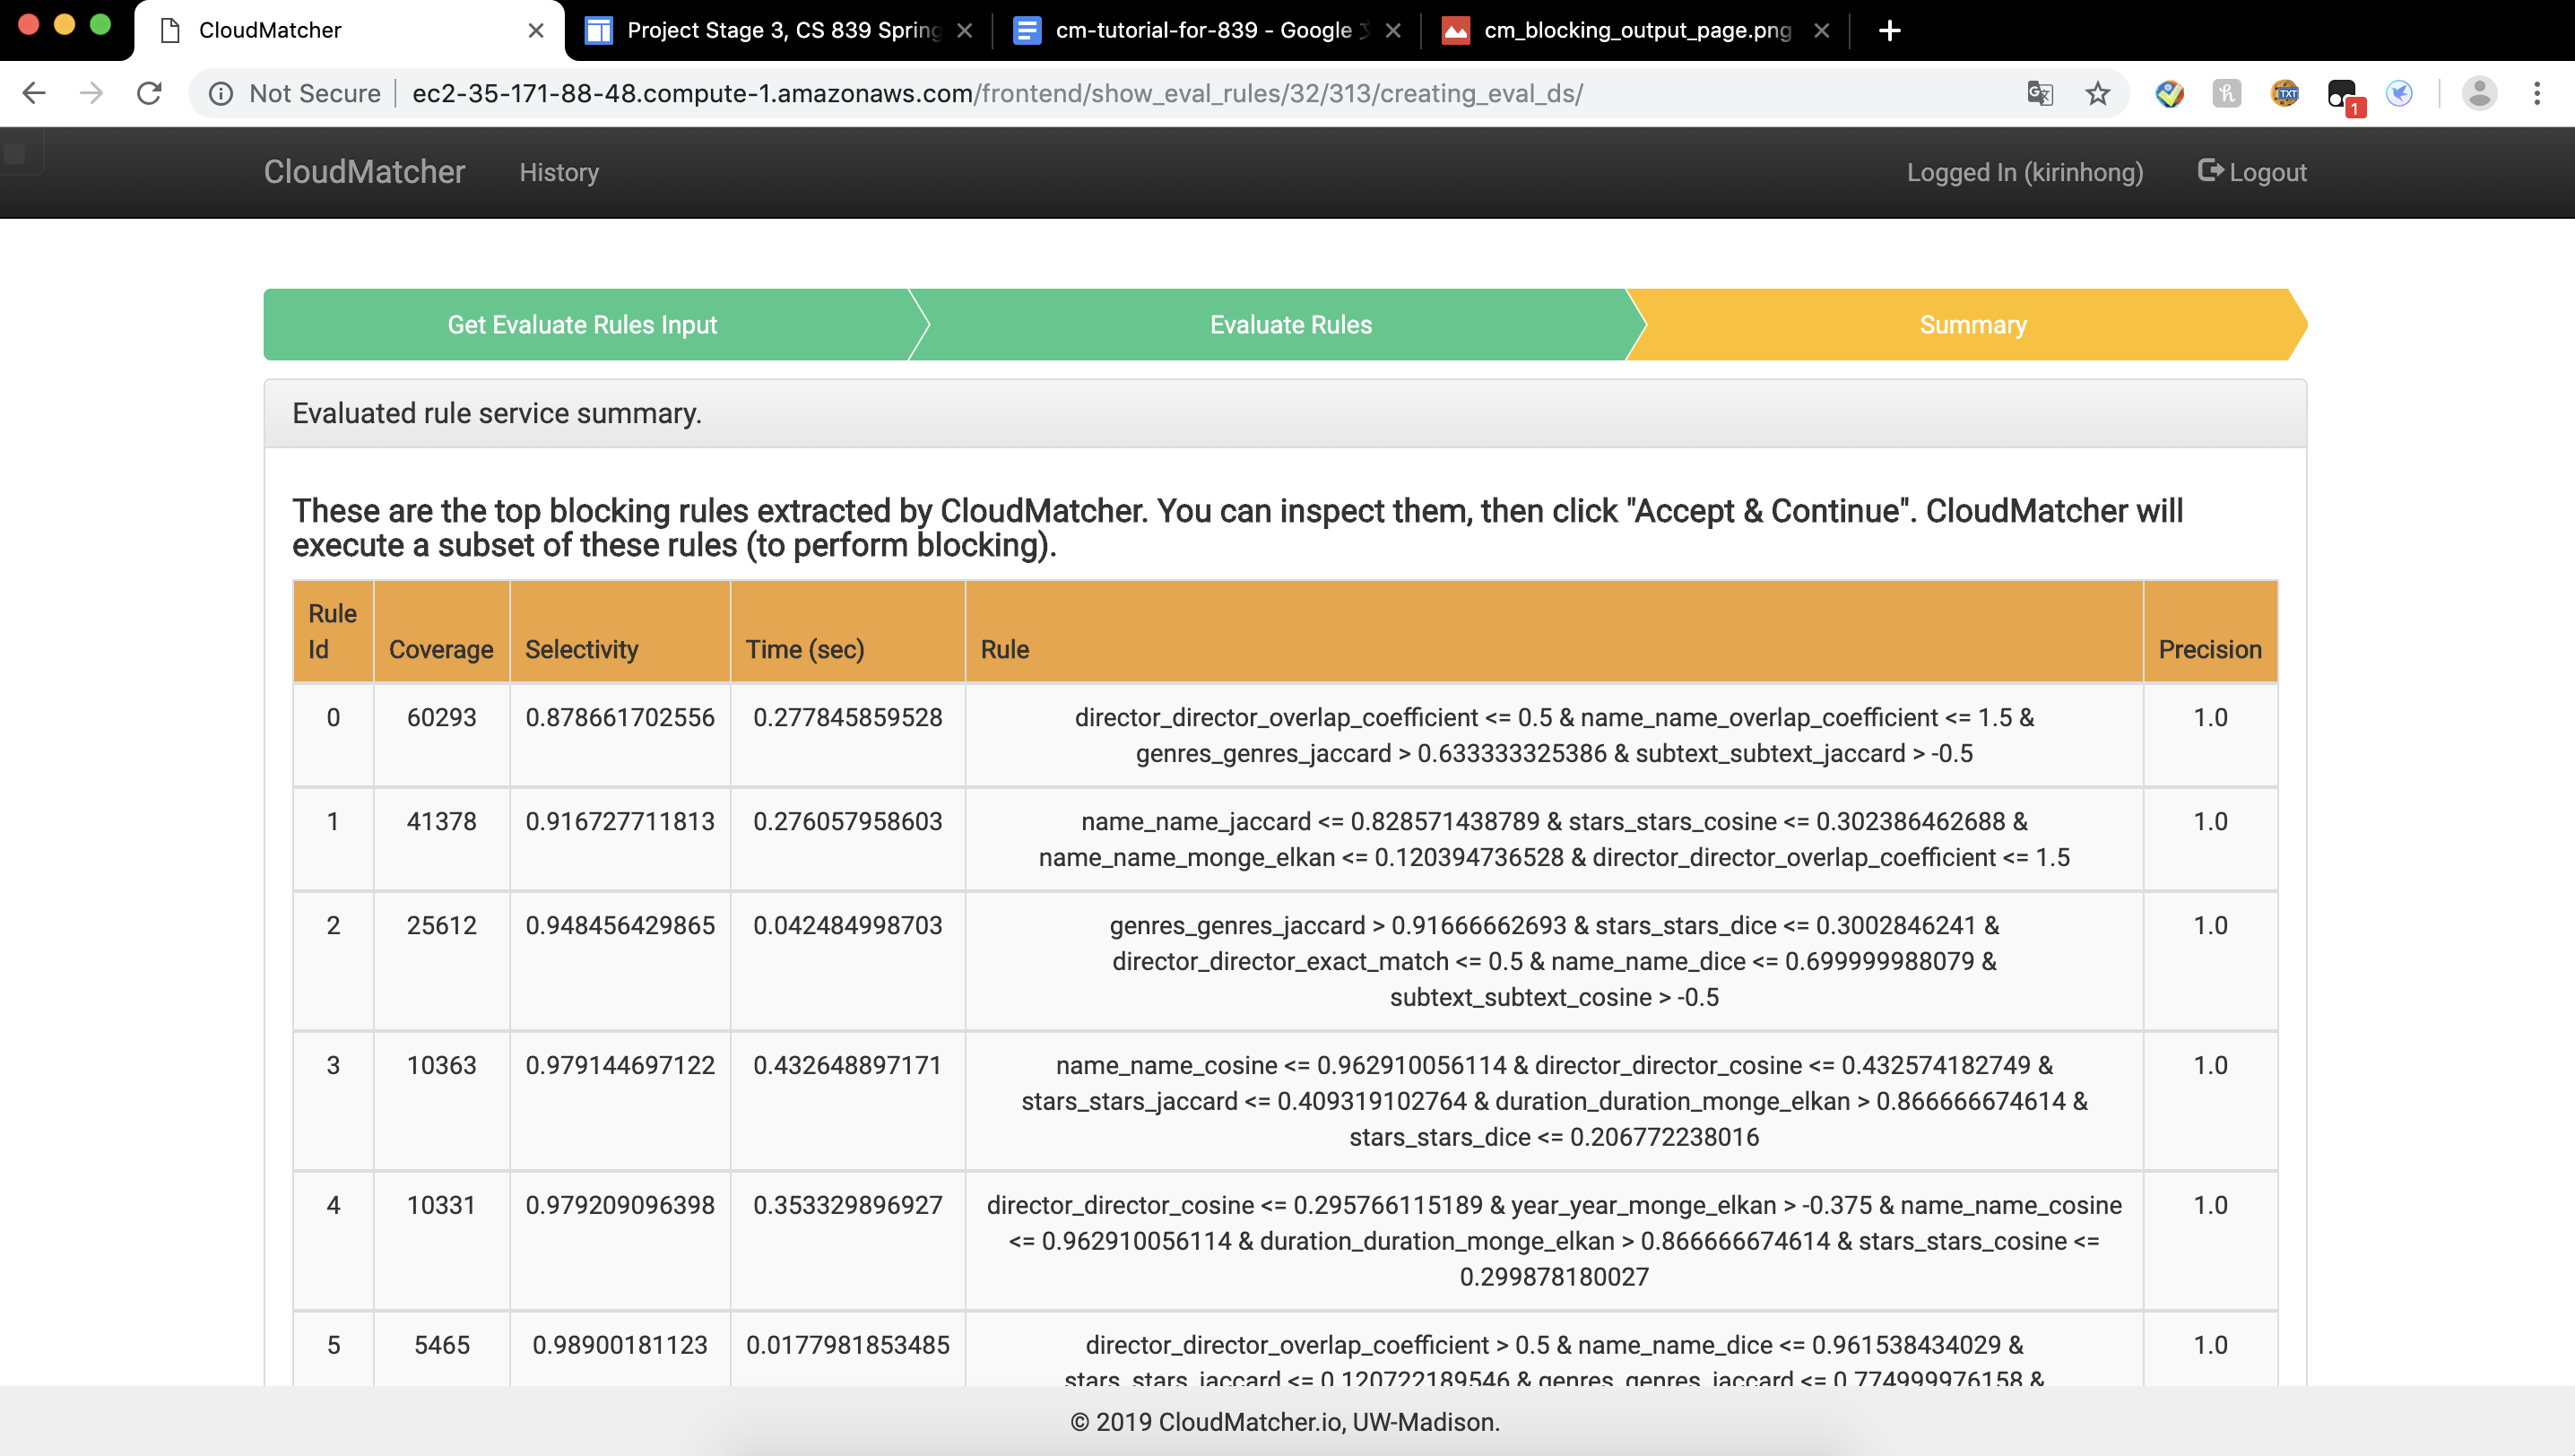 CloudMatcher
Project Stage 3, CS 839 Spring
cm-tutorial-for-839 - Google
cm_blocking_output_page.png
Not Secure
ec2-35-171-88-48.compute-1.amazonaws.com/frontend/show_eval_rules/32/313/creating_eval_ds/
TXT
1
CloudMatcher
History
Logged In (kirinhong)
Logout
Get Evaluate Rules Input
Evaluate Rules
Summary
Evaluated rule service summary.
These are the top blocking rules extracted by CloudMatcher. You can inspect them, then click "Accept & Continue". CloudMatcher will
execute a subset of these rules (to perform blocking).
Rule
Id Coverage Selectivity Time (sec) Rule Precision
0 60293 0.878661702556 0.277845859528 director_director_overlap_coefficient <= 0.5 & name_name_overlap_coefficient <= 1.5 & 1.0
genres_genres_jaccard > 0.633333325386 & subtext_subtext_jaccard > -0.5
1 41378 0.916727711813 0.276057958603 name_name_jaccard <= 0.828571438789 & stars_stars_cosine <= 0.302386462688 & 1.0
name_name_monge_elkan <= 0.120394736528 & director_director_overlap_coefficient <= 1.5
2 25612 0.948456429865 0.042484998703 genres_genres_jaccard > 0.91666662693 & stars_stars_dice <= 0.3002846241 & 1.0
director_director_exact_match <= 0.5 & name_name_dice <= 0.699999988079 &
subtext_subtext_cosine > -0.5
3 10363 0.979144697122 0.432648897171 name_name_cosine <= 0.962910056114 & director_director_cosine <= 0.432574182749 & 1.0
stars_stars_jaccard <= 0.409319102764 & duration_duration_monge_elkan > 0.866666674614 &
stars_stars_dice <= 0.206772238016
4 10331 0.979209096398 0.353329896927 director_director_cosine <= 0.295766115189 & year_year_monge_elkan > -0.375 & name_name_cosine 1.0
<= 0.962910056114 & duration_duration_monge_elkan > 0.866666674614 & stars_stars_cosine <=
0.299878180027
5 5465 0.98900181123 0.0177981853485 director_director_overlap_coefficient > 0.5 & name_name_dice <= 0.961538434029 & 1.0
stars_stars_jaccard <= 0.120722189546 & genres_genres_jaccard <= 0.774999976158 &
© 2019 CloudMatcher.io, UW-Madison.